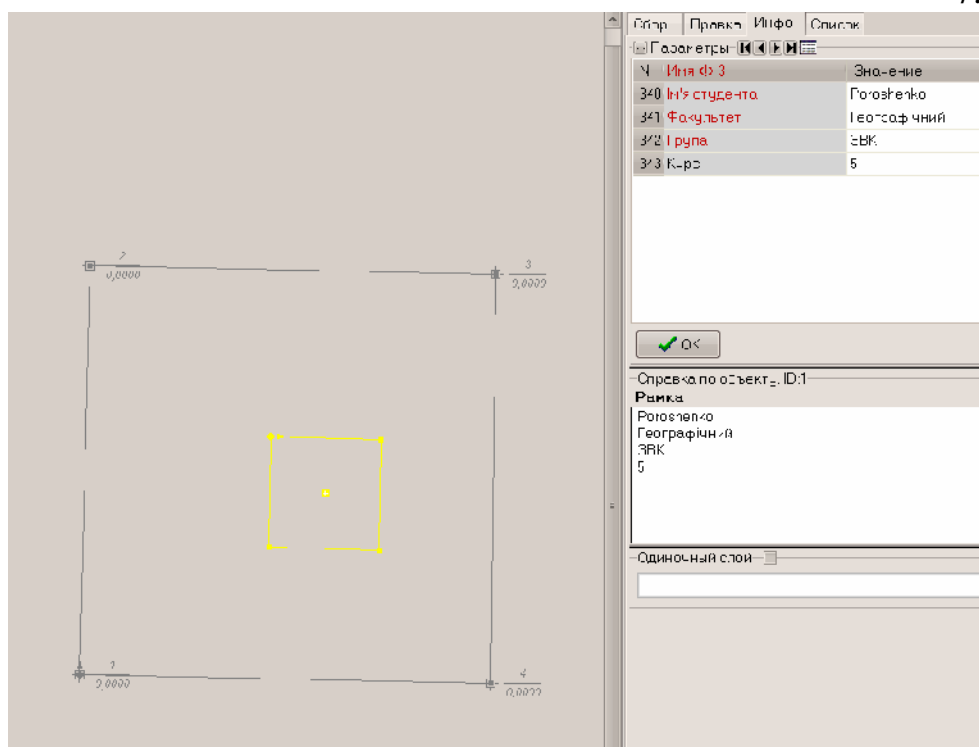 2
0,0000
3
0,0000
1
0,0000
4
0,0000
Сбор Правка Инфо Список
Параметры
N Имя Ф3 Значение
340 Ім'я студента Poroshenko
341 Факультет Географічний
342 Група ЗВК
343 Курс 5
OK
Справка по объекту, ID:1
Рамка
Poroshenko
Географічний
ЗВК
5
Одиночный слой